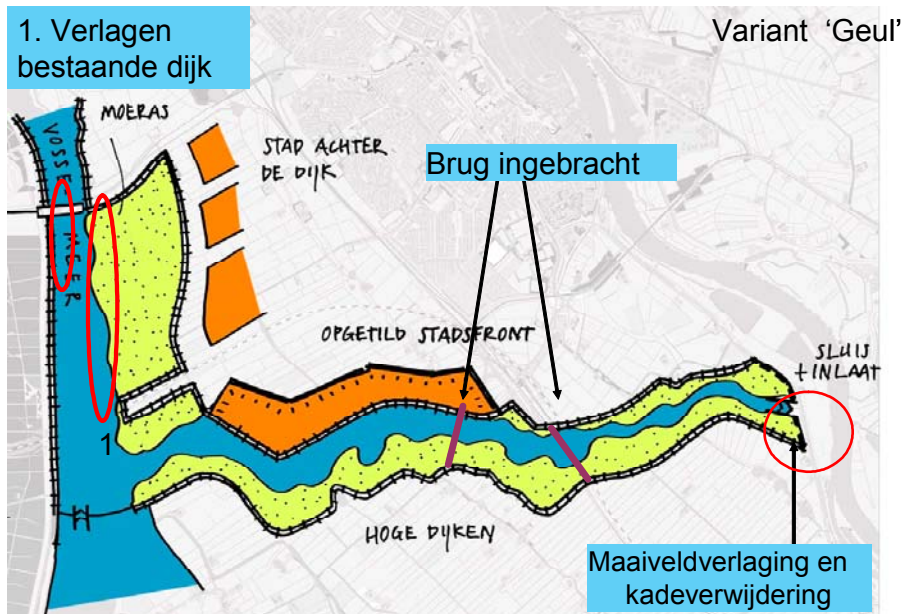 1. Verlagen
bestaande dijk
Variant ‘Geul’
MOERAS
VOSSE
MEER
STAD ACHTER
DE DIJK
Brug ingebracht
OPGETILD STADSFRONT
SLUIS
+ INLAAT
1
HOGE DIJKEN
Maaiveldverlaging en
kadeverwijdering